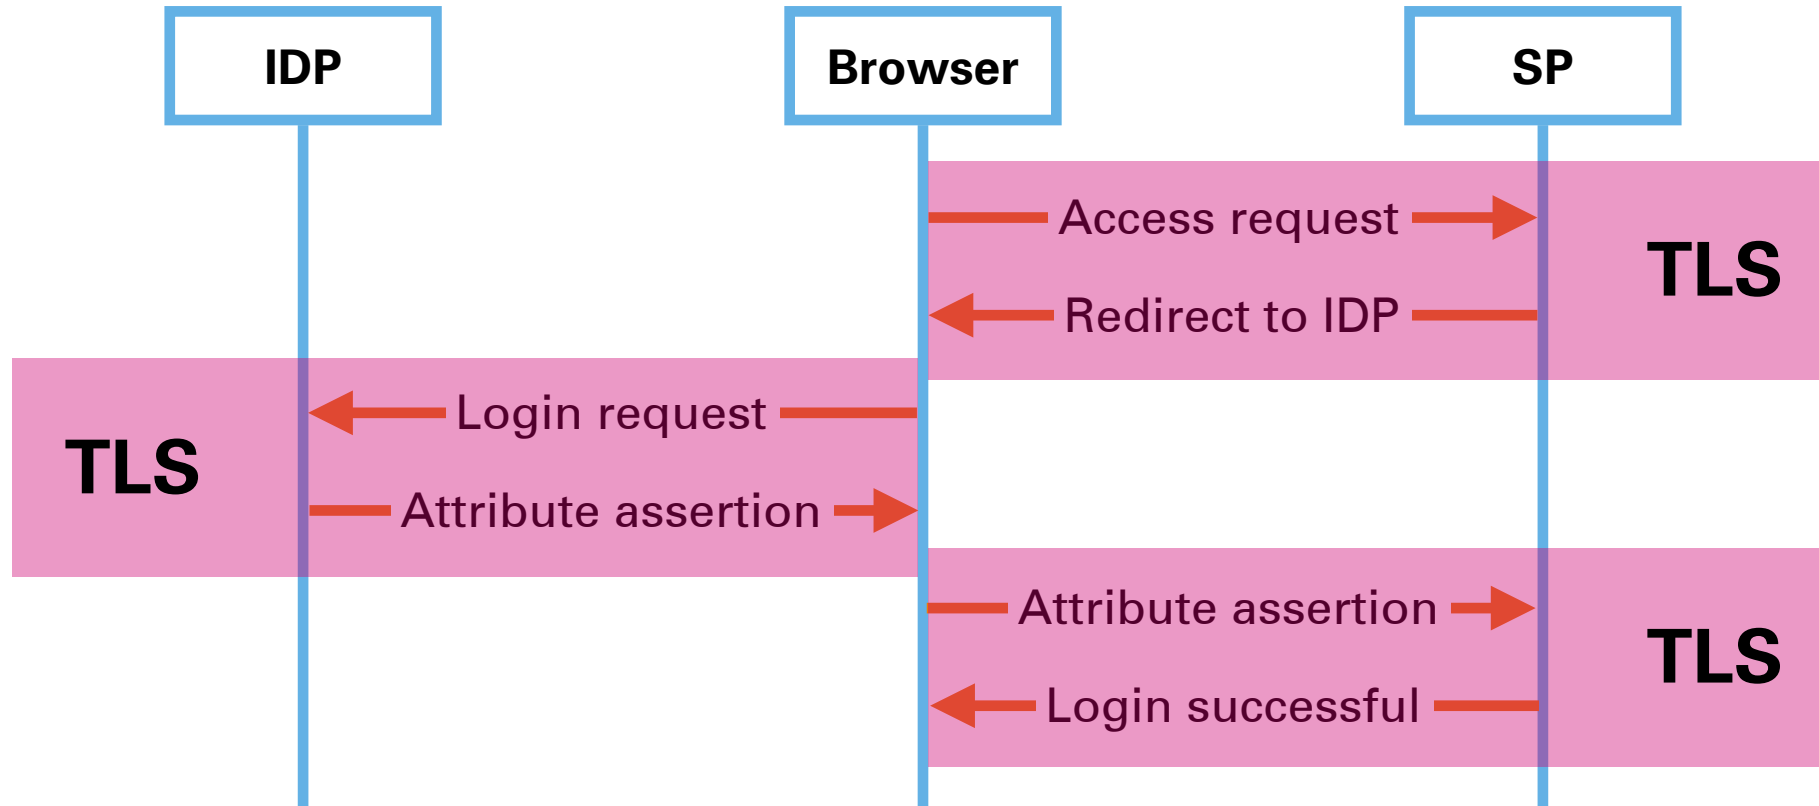 IDP
Browser
SP
Access request
TLS
Redirect to IDP
Login request
TLS
Attribute assertion
Attribute assertion
TLS
Login successful